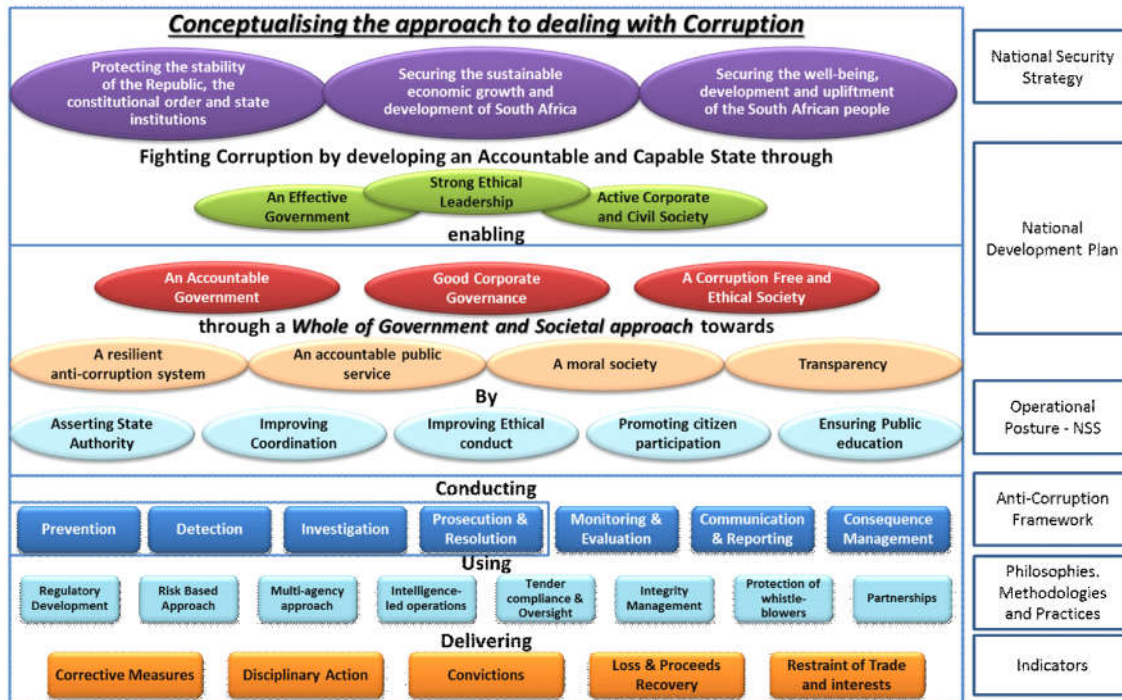 Conceptualising the approach to dealing with Corruption
Protecting the stability
of the Republic, the
constitutional order and state
institutions
Securing the sustainable
economic growth and
development of South Africa
Securing the well-being,
development and upliftment
of the South African people
National Security
Strategy
Fighting Corruption by developing an Accountable and Capable State through
An Effective
Government
Strong Ethical
Leadership
Active Corporate
and Civil Society
enabling
National
Development Plan
An Accountable
Government
Good Corporate
Governance
A Corruption Free and
Ethical Society
through a Whole of Government and Societal approach towards
A resilient
anti-corruption system
An accountable public
service
A moral society
Transparency
By
Asserting State
Authority
Improving
Coordination
Improving Ethical
conduct
Promoting citizen
participation
Ensuring Public
education
Operational
Posture - NSS
Conducting
Prevention
Detection
Investigation
Prosecution &
Resolution
Monitoring &
Evaluation
Communication
& Reporting
Consequence
Management
Anti-Corruption
Framework
Using
Regulatory
Development
Risk Based
Approach
Multi-agency
approach
Intelligence-
led operations
Tender
compliance &
Oversight
Integrity
Management
Protection of
whistle-
blowers
Partnerships
Philosophies.
Methodologies
and Practices
Delivering
Corrective Measures
Disciplinary Action
Convictions
Loss & Proceeds
Recovery
Restraint of Trade
and interests
Indicators